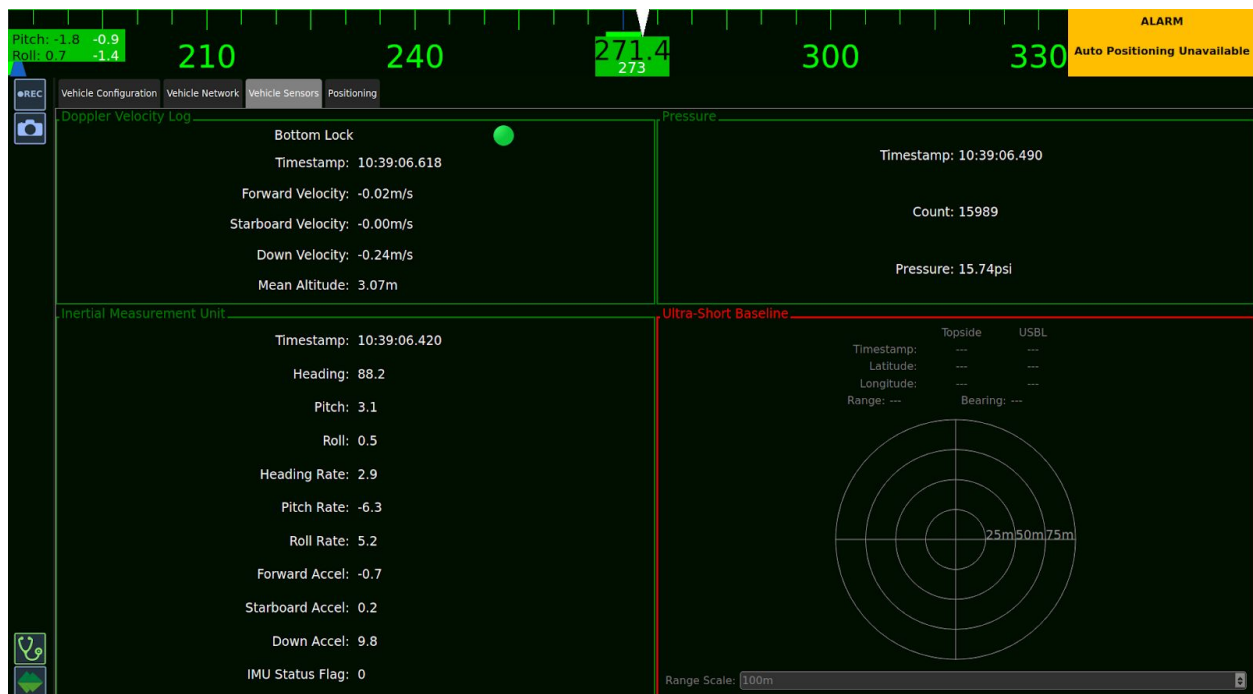 Pitch: -1.8 -0.9
Roll: 0.7 -1.4
210
240
271.4
273
300
330
ALARM
Auto Positioning Unavailable
●REC
Vehicle Configuration
Vehicle Network
Vehicle Sensors
Positioning
Doppler Velocity Log
Bottom Lock
Timestamp: 10:39:06.618
Forward Velocity: -0.02m/s
Starboard Velocity: -0.00m/s
Down Velocity: -0.24m/s
Mean Altitude: 3.07m
Pressure
Timestamp: 10:39:06.490
Count: 15989
Pressure: 15.74psi
Inertial Measurement Unit
Timestamp: 10:39:06.420
Heading: 88.2
Pitch: 3.1
Roll: 0.5
Heading Rate: 2.9
Pitch Rate: -6.3
Roll Rate: 5.2
Forward Accel: -0.7
Starboard Accel: 0.2
Down Accel: 9.8
IMU Status Flag: 0
Ultra-Short Baseline
Topside USBL
Timestamp: --- ---
Latitude: --- ---
Longitude: --- ---
Range: --- Bearing: ---
25m 50m 75m
Range Scale: 100m